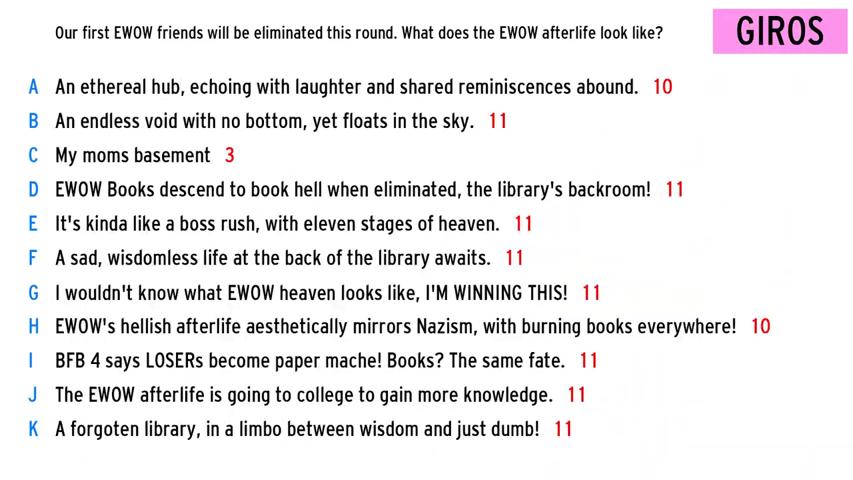 Our first EWOW friends will be eliminated this round. What does the EWOW afterlife look like?
GIROS
A An ethereal hub, echoing with laughter and shared reminiscences abound. 10
B An endless void with no bottom, yet floats in the sky. 11
C My moms basement 3
D EWOW Books descend to book hell when eliminated, the library's backroom! 11
E It's kinda like a boss rush, with eleven stages of heaven. 11
F A sad, wisdomless life at the back of the library awaits. 11
G I wouldn't know what EWOW heaven looks like, I'M WINNING THIS! 11
H EWOW's hellish afterlife aesthetically mirrors Nazism, with burning books everywhere! 10
I BFB 4 says LOSERs become paper mache! Books? The same fate. 11
J The EWOW afterlife is going to college to gain more knowledge. 11
K A forgoten library, in a limbo between wisdom and just dumb! 11